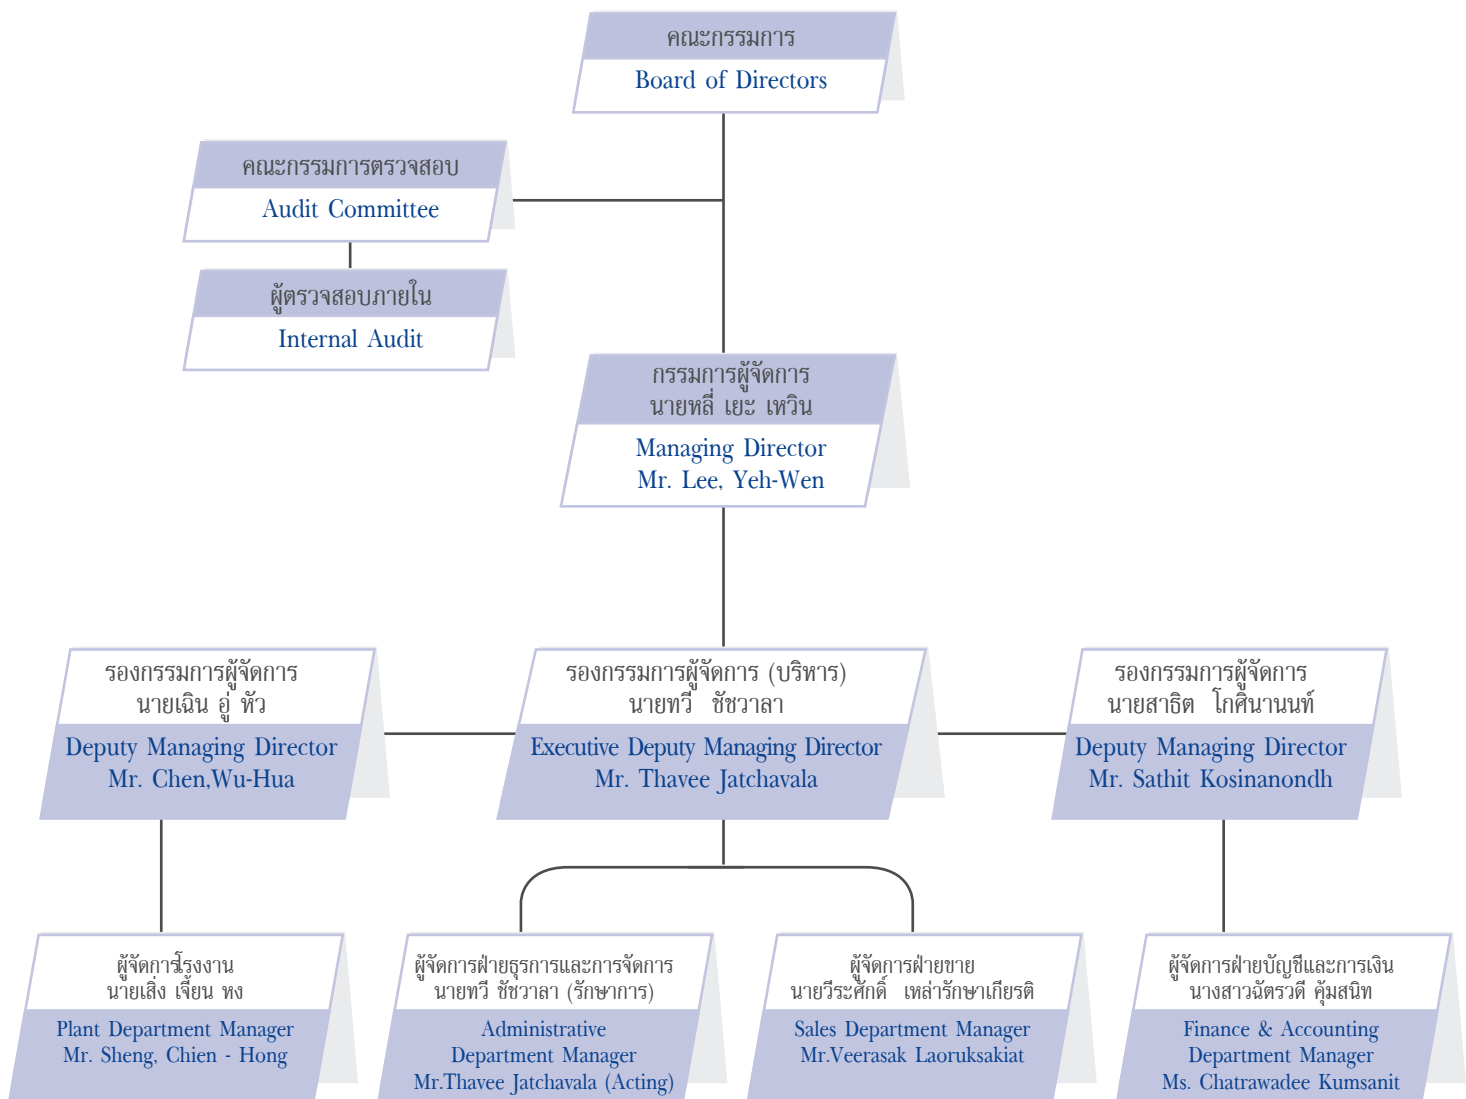 คณะกรรมการ
Board of Directors
คณะกรรมการตรวจสอบ
Audit Committee
ผู้ตรวจสอบภายใน
Internal Audit
กรรมการผู้จัดการ
นายหลี่ เยะ เหวิน
Managing Director
Mr. Lee, Yeh-Wen
รองกรรมการผู้จัดการ
นายเฉิน อู่ หัว
Deputy Managing Director
Mr. Chen,Wu-Hua
รองกรรมการผู้จัดการ (บริหาร)
นายทวี ชัชวาลา
Executive Deputy Managing Director
Mr. Thavee Jatchavala
รองกรรมการผู้จัดการ
นายสาธิต โกศินานนท์
Deputy Managing Director
Mr. Sathit Kosinanondh
ผู้จัดการโรงงาน
นายเสิ่ง เจี้ยน หง
Plant Department Manager
Mr. Sheng, Chien - Hong
ผู้จัดการฝ่ายธุรการและการจัดการ
นายทวี ชัชวาลา (รักษาการ)
Administrative
Department Manager
Mr.Thavee Jatchavala (Acting)
ผู้จัดการฝ่ายขาย
นายวีระศักดิ์ เหล่ารักษาเกียรติ
Sales Department Manager
Mr.Veerasak Laoruksakiat
ผู้จัดการฝ่ายบัญชีและการเงิน
นางสาวฉัตรวดี คุ้มสนิท
Finance & Accounting
Department Manager
Ms. Chatrawadee Kumsanit